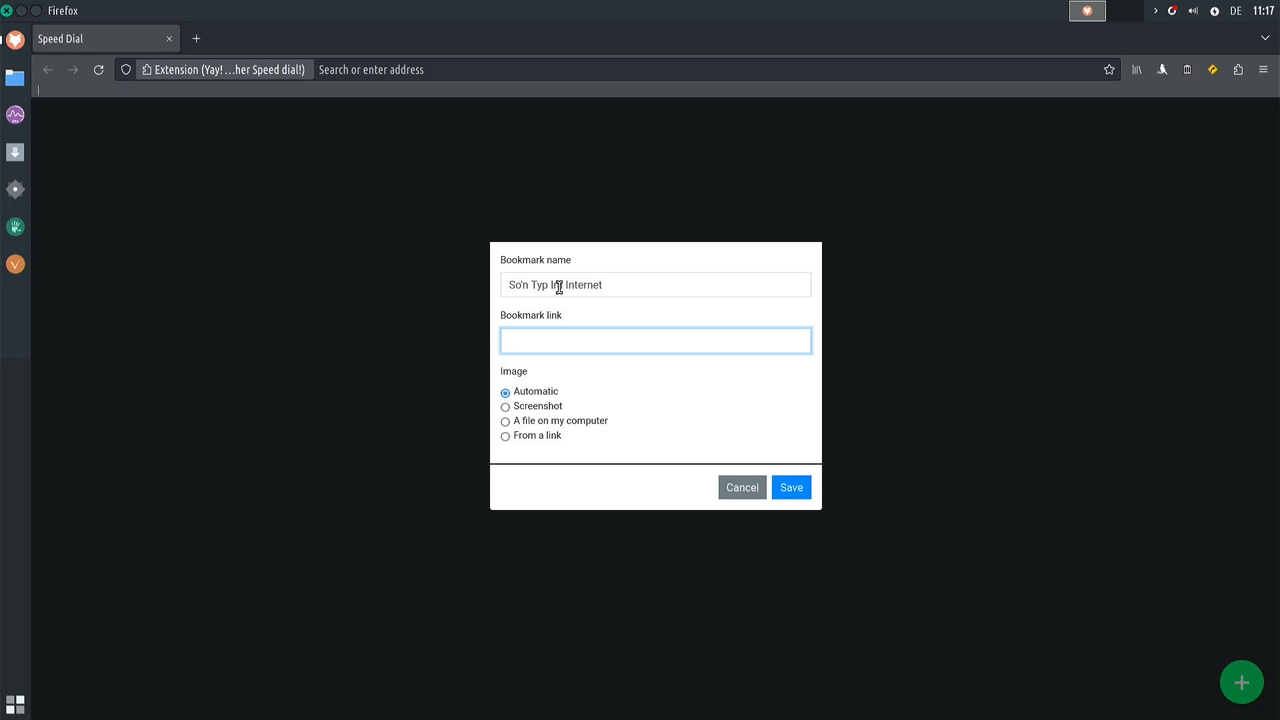 Firefox
DE 11:17
Speed Dial
Extension (Yay! ...her Speed dial!) Search or enter address
Bookmark name
So'n Typ Im Internet
Bookmark link
Image
Automatic
Screenshot
A file on my computer
From a link
Cancel Save